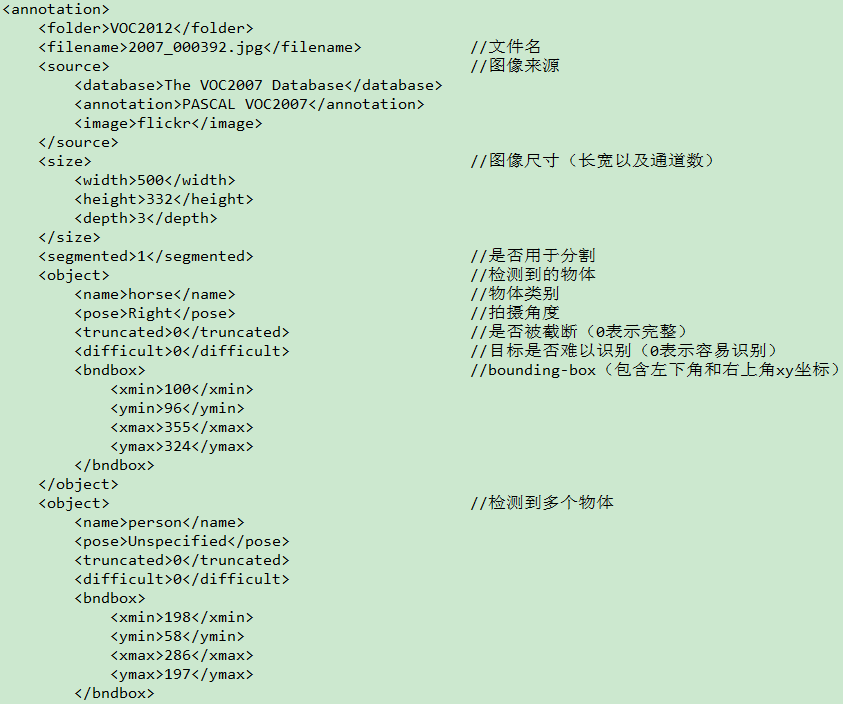 <annotation>
    <folder>VOC2012</folder>
    <filename>2007_000392.jpg</filename>            //文件名
    <source>                                        //图像来源
        <database>The VOC2007 Database</database>
        <annotation>PASCAL VOC2007</annotation>
        <image>flickr</image>
    </source>
    <size>                                          //图像尺寸（长宽以及通道数）
        <width>500</width>
        <height>332</height>
        <depth>3</depth>
    </size>
    <segmented>1</segmented>                        //是否用于分割
    <object>                                        //检测到的物体
        <name>horse</name>                          //物体类别
        <pose>Right</pose>                          //拍摄角度
        <truncated>0</truncated>                    //是否被截断（0表示完整）
        <difficult>0</difficult>                    //目标是否难以识别（0表示容易识别）
        <bndbox>                                    //bounding-box（包含左下角和右上角xy坐标）
            <xmin>100</xmin>
            <ymin>96</ymin>
            <xmax>355</xmax>
            <ymax>324</ymax>
        </bndbox>
    </object>
    <object>                                        //检测到多个物体
        <name>person</name>
        <pose>Unspecified</pose>
        <truncated>0</truncated>
        <difficult>0</difficult>
        <bndbox>
            <xmin>198</xmin>
            <ymin>58</ymin>
            <xmax>286</xmax>
            <ymax>197</ymax>
        </bndbox>